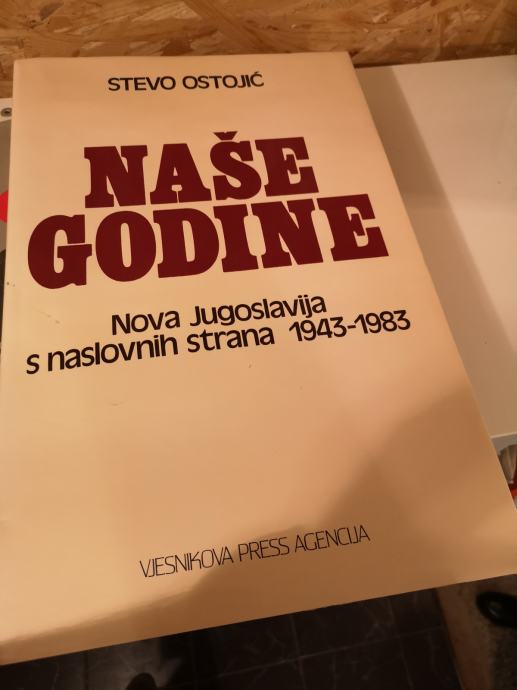 STEVO OSTOJIĆ
NAŠE
GODINE
Nova Jugoslavija
s naslovnih strana 1943-1983
VJESNIKOVA PRESS AGENCIJA